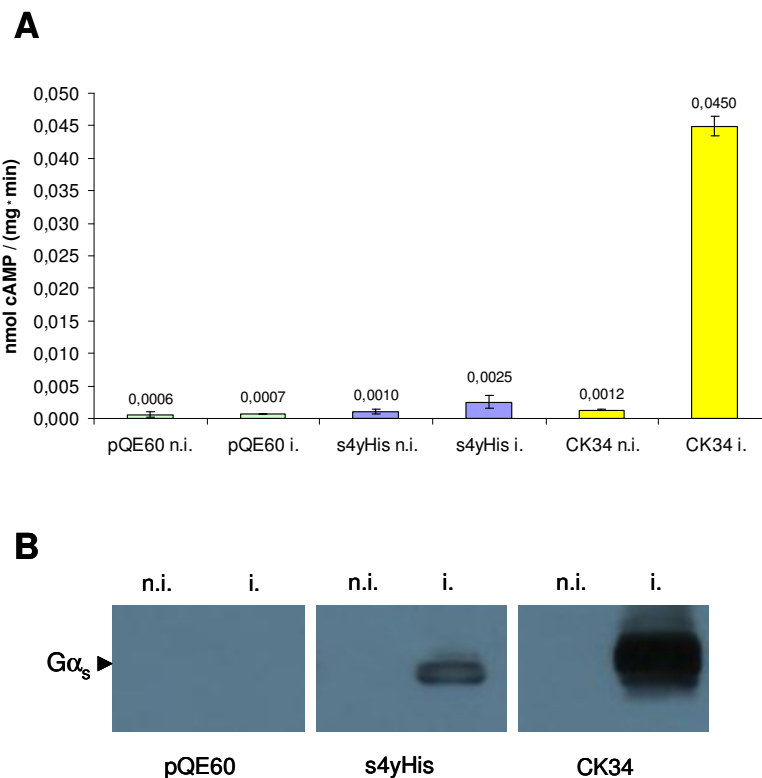 A
nmol cAMP / (mg * min)
0,050
0,045
0,040
0,035
0,030
0,025
0,020
0,015
0,010
0,005
0,000
0,0006
0,0007
0,0010
0,0025
0,0012
0,0450
pQE60 n.i. pQE60 i. s4yHis n.i. s4yHis i. CK34 n.i. CK34 i.
B
n.i. i. n.i. i. n.i. i.
Gαs
pQE60 s4yHis CK34